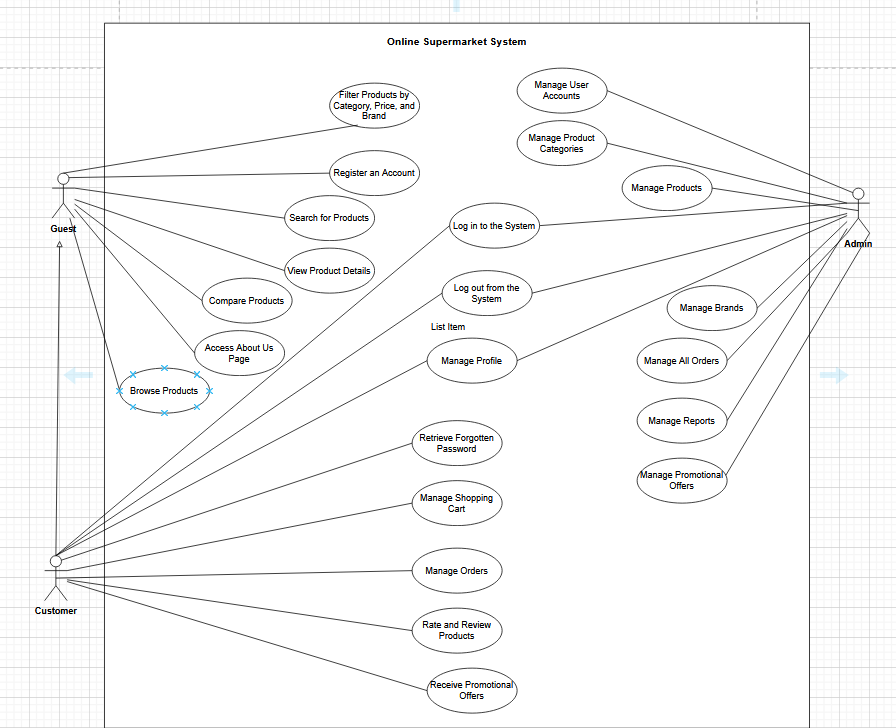 Online Supermarket System
Filter Products by
Category, Price, and
Brand
Manage User
Accounts
Manage Product
Categories
Register an Account
Manage Products
Search for Products
Log in to the System
Guest
Admin
View Product Details
Compare Products
Log out from the
System
Manage Brands
List Item
Access About Us
Page
Manage Profile
Manage All Orders
Browse Products
Manage Reports
Retrieve Forgotten
Password
Manage Promotional
Offers
Manage Shopping
Cart
Manage Orders
Customer
Rate and Review
Products
Receive Promotional
Offers